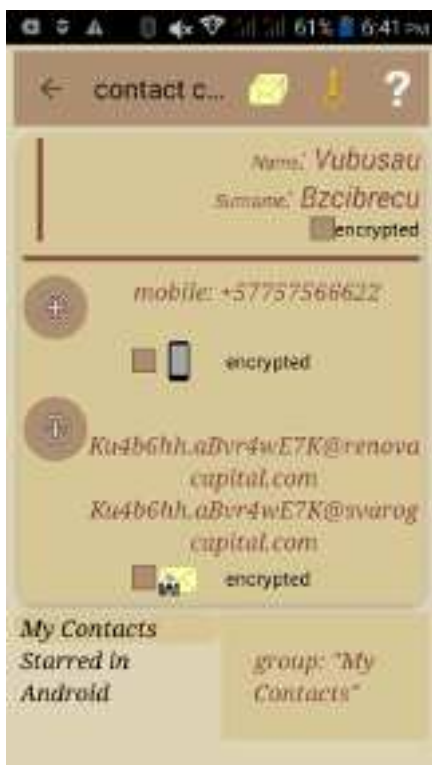 61% 6:41 PM
contact c... ?
Name: Vubusau
Surname: Bzcibrecu
encrypted
mobile: +57757566622
encrypted
Ku4b6hh.aBvr4wE7K@renova
capital.com
Ku4b6hh.aBvr4wE7K@svarog
capital.com
encrypted
My Contacts
Starred in
Android
group: "My
Contacts"